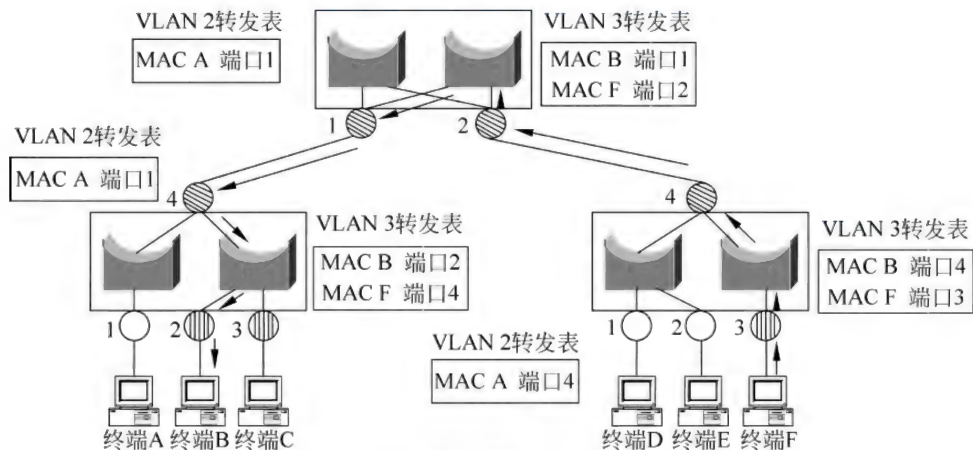 VLAN 2转发表
MAC A 端口1
VLAN 3转发表
MAC B 端口1
MAC F 端口2
1
2
VLAN 2转发表
MAC A 端口1
4
4
VLAN 3转发表
MAC B 端口2
MAC F 端口4
VLAN 3转发表
MAC B 端口4
MAC F 端口3
1
2
3
1
2
3
VLAN 2转发表
MAC A 端口4
终端A
终端B
终端C
终端D
终端E
终端F